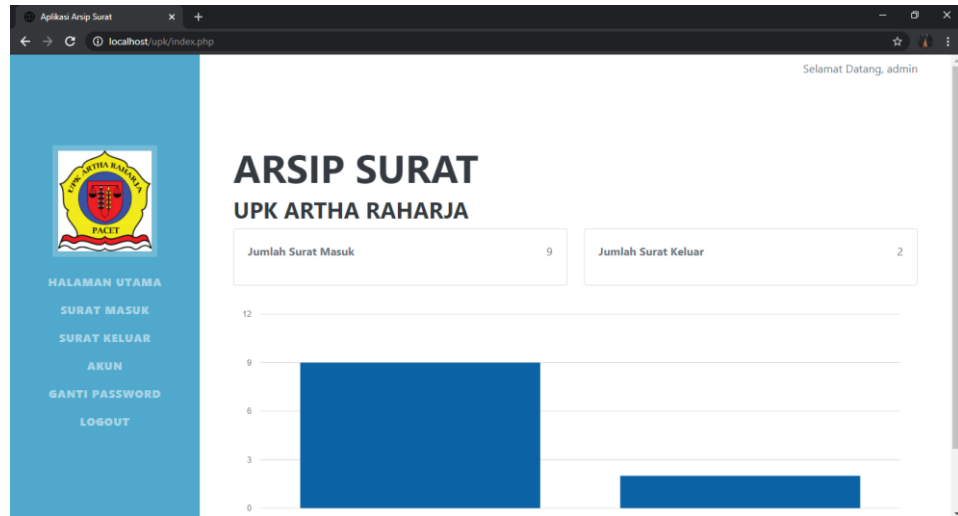 Aplikasi Arsip Surat
localhost/upk/index.php
Selamat Datang, admin
UPK ARTHA RAHARJA
PACET
HALAMAN UTAMA
SURAT MASUK
SURAT KELUAR
AKUN
GANTI PASSWORD
LOGOUT
ARSIP SURAT
UPK ARTHA RAHARJA
Jumlah Surat Masuk 9
Jumlah Surat Keluar 2
12
9
6
3
0